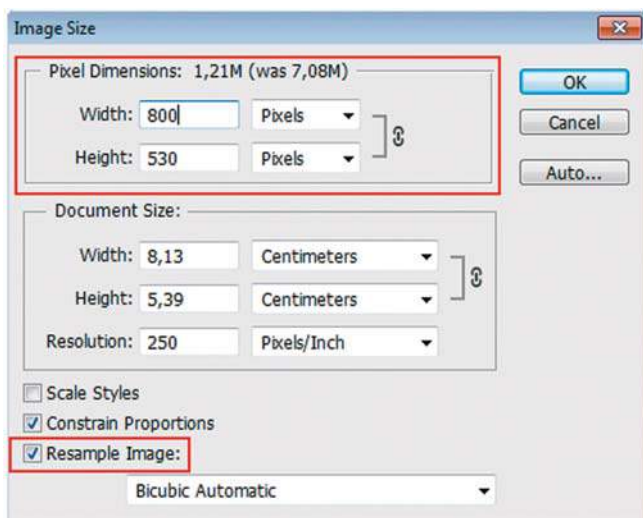 Image Size
Pixel Dimensions: 1,21M (was 7,08M)
Width: 800 Pixels
Height: 530 Pixels
OK
Cancel
Auto...
Document Size:
Width: 8,13 Centimeters
Height: 5,39 Centimeters
Resolution: 250 Pixels/Inch
Scale Styles
Constrain Proportions
Resample Image:
Bicubic Automatic